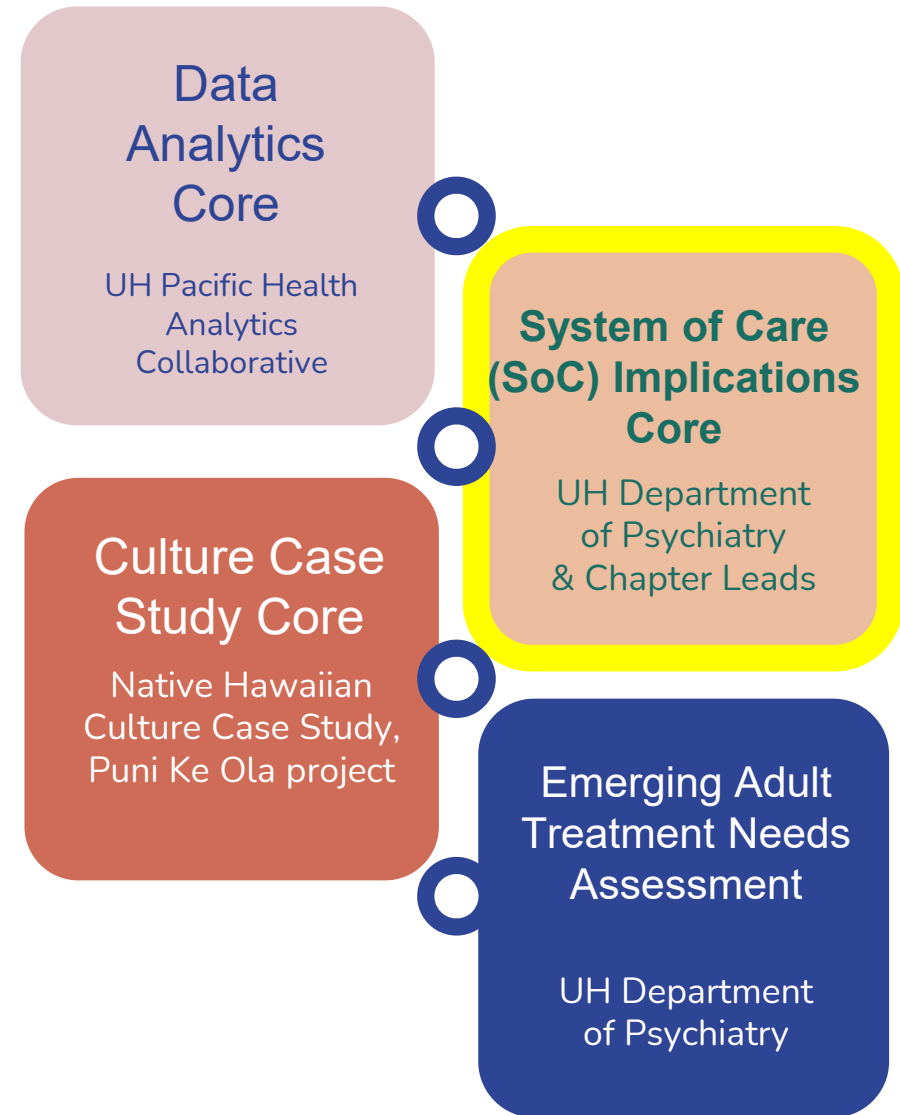 Data
Analytics
Core
UH Pacific Health
Analytics
Collaborative
System of Care
(SoC) Implications
Core
UH Department
of Psychiatry
& Chapter Leads
Culture Case
Study Core
Native Hawaiian
Culture Case Study,
Puni Ke Ola project
Emerging Adult
Treatment Needs
Assessment
UH Department
of Psychiatry